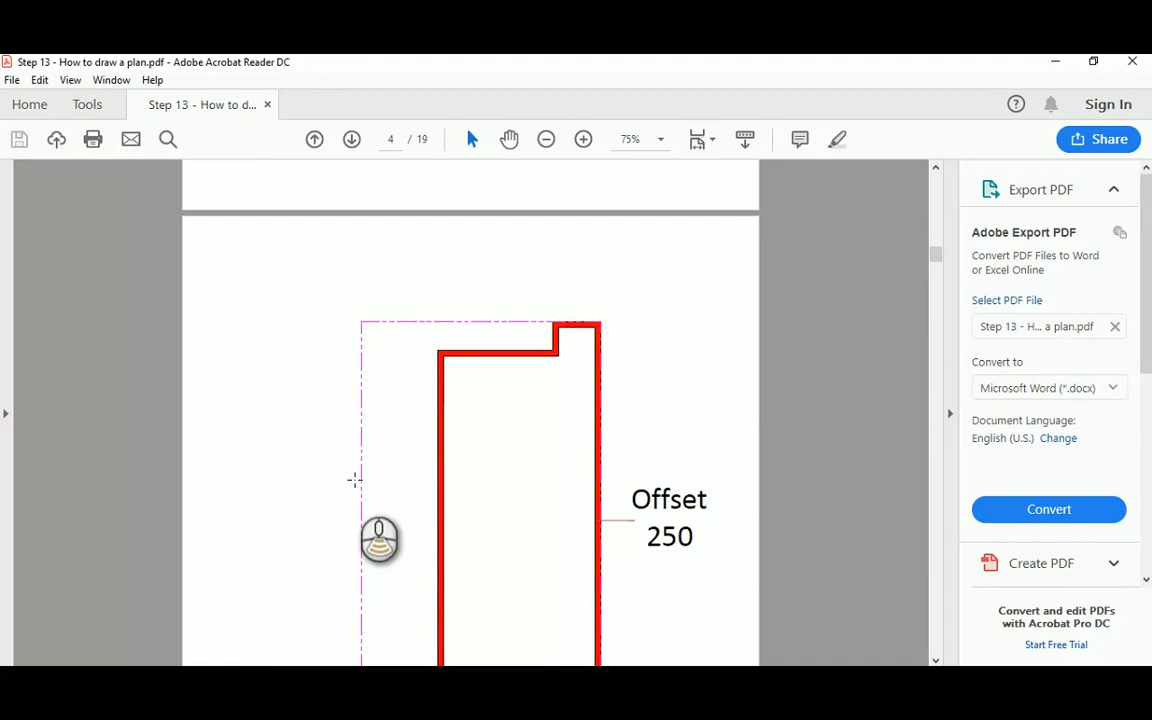 Step 13 - How to draw a plan.pdf - Adobe Acrobat Reader DC
File Edit View Window Help
Home Tools Step 13 - How to d... × Sign In
4 / 19 75% Share
Export PDF
Adobe Export PDF
Convert PDF Files to Word
or Excel Online
Select PDF File
Step 13 - H... a plan.pdf
Convert to
Microsoft Word (*.docx)
Document Language:
English (U.S.) Change
Convert
Create PDF
Convert and edit PDFs
with Acrobat Pro DC
Start Free Trial
Offset
250